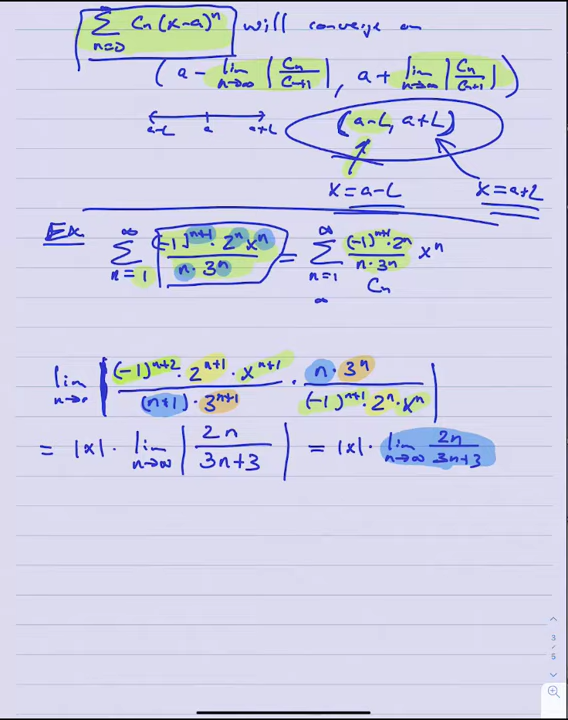 ∑_{n=0} Cn (x-a)^n will converge on
(a - lim_{n→∞} |Cn/Cn+1|, a + lim_{n→∞} |Cn/Cn+1|)
a-L a a+L (a-L, a+L)
x = a-L x = a+L
Ex ∑_{n=1}^{∞} (-1)^{n+1} · 2^n x^n / n · 3^n = ∑_{n=1}^{∞} (-1)^{n+1} · 2^n / n · 3^n x^n
Cn
∞
lim_{n→∞} | (-1)^{n+2} · 2^{n+1} · x^{n+1} / (n+1) · 3^{n+1} · n · 3^n / (-1)^{n+1} · 2^n · x^n |
= |x| · lim_{n→∞} | 2n / 3n+3 | = |x| · lim_{n→∞} 2n / 3n+3
3
/
5